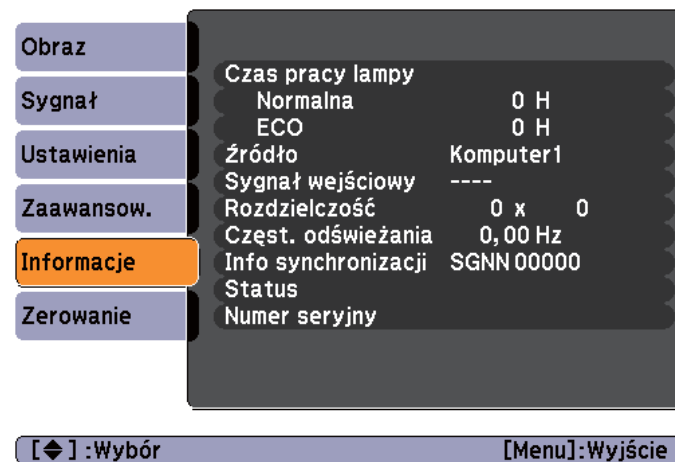 Obraz
Sygnał
Ustawienia
Zaawansow.
Informacje
Zerowanie
Czas pracy lampy
Normalna 0 H
ECO 0 H
Źródło Komputer1
Sygnał wejściowy ----
Rozdzielczość 0 x 0
Częst. odświeżania 0,00 Hz
Info synchronizacji SGNN 00000
Status
Numer seryjny
[◆] :Wybór [Menu]:Wyjście